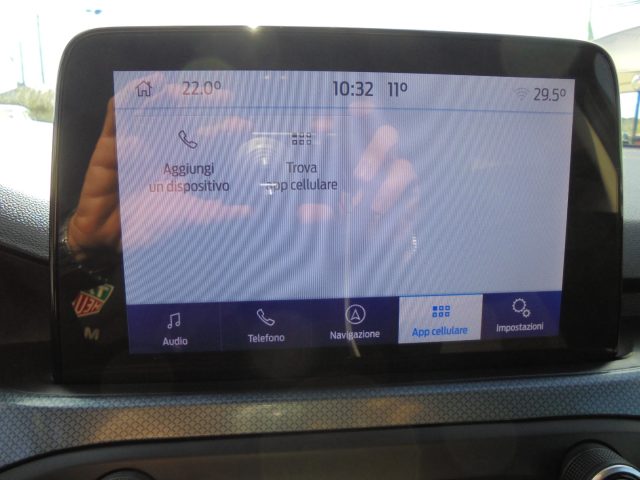 22.0° 10:32 11° 29.5°
Aggiungi
un dispositivo
Trova
app cellulare
Audio
Telefono
Navigazione
App cellulare
Impostazioni
M